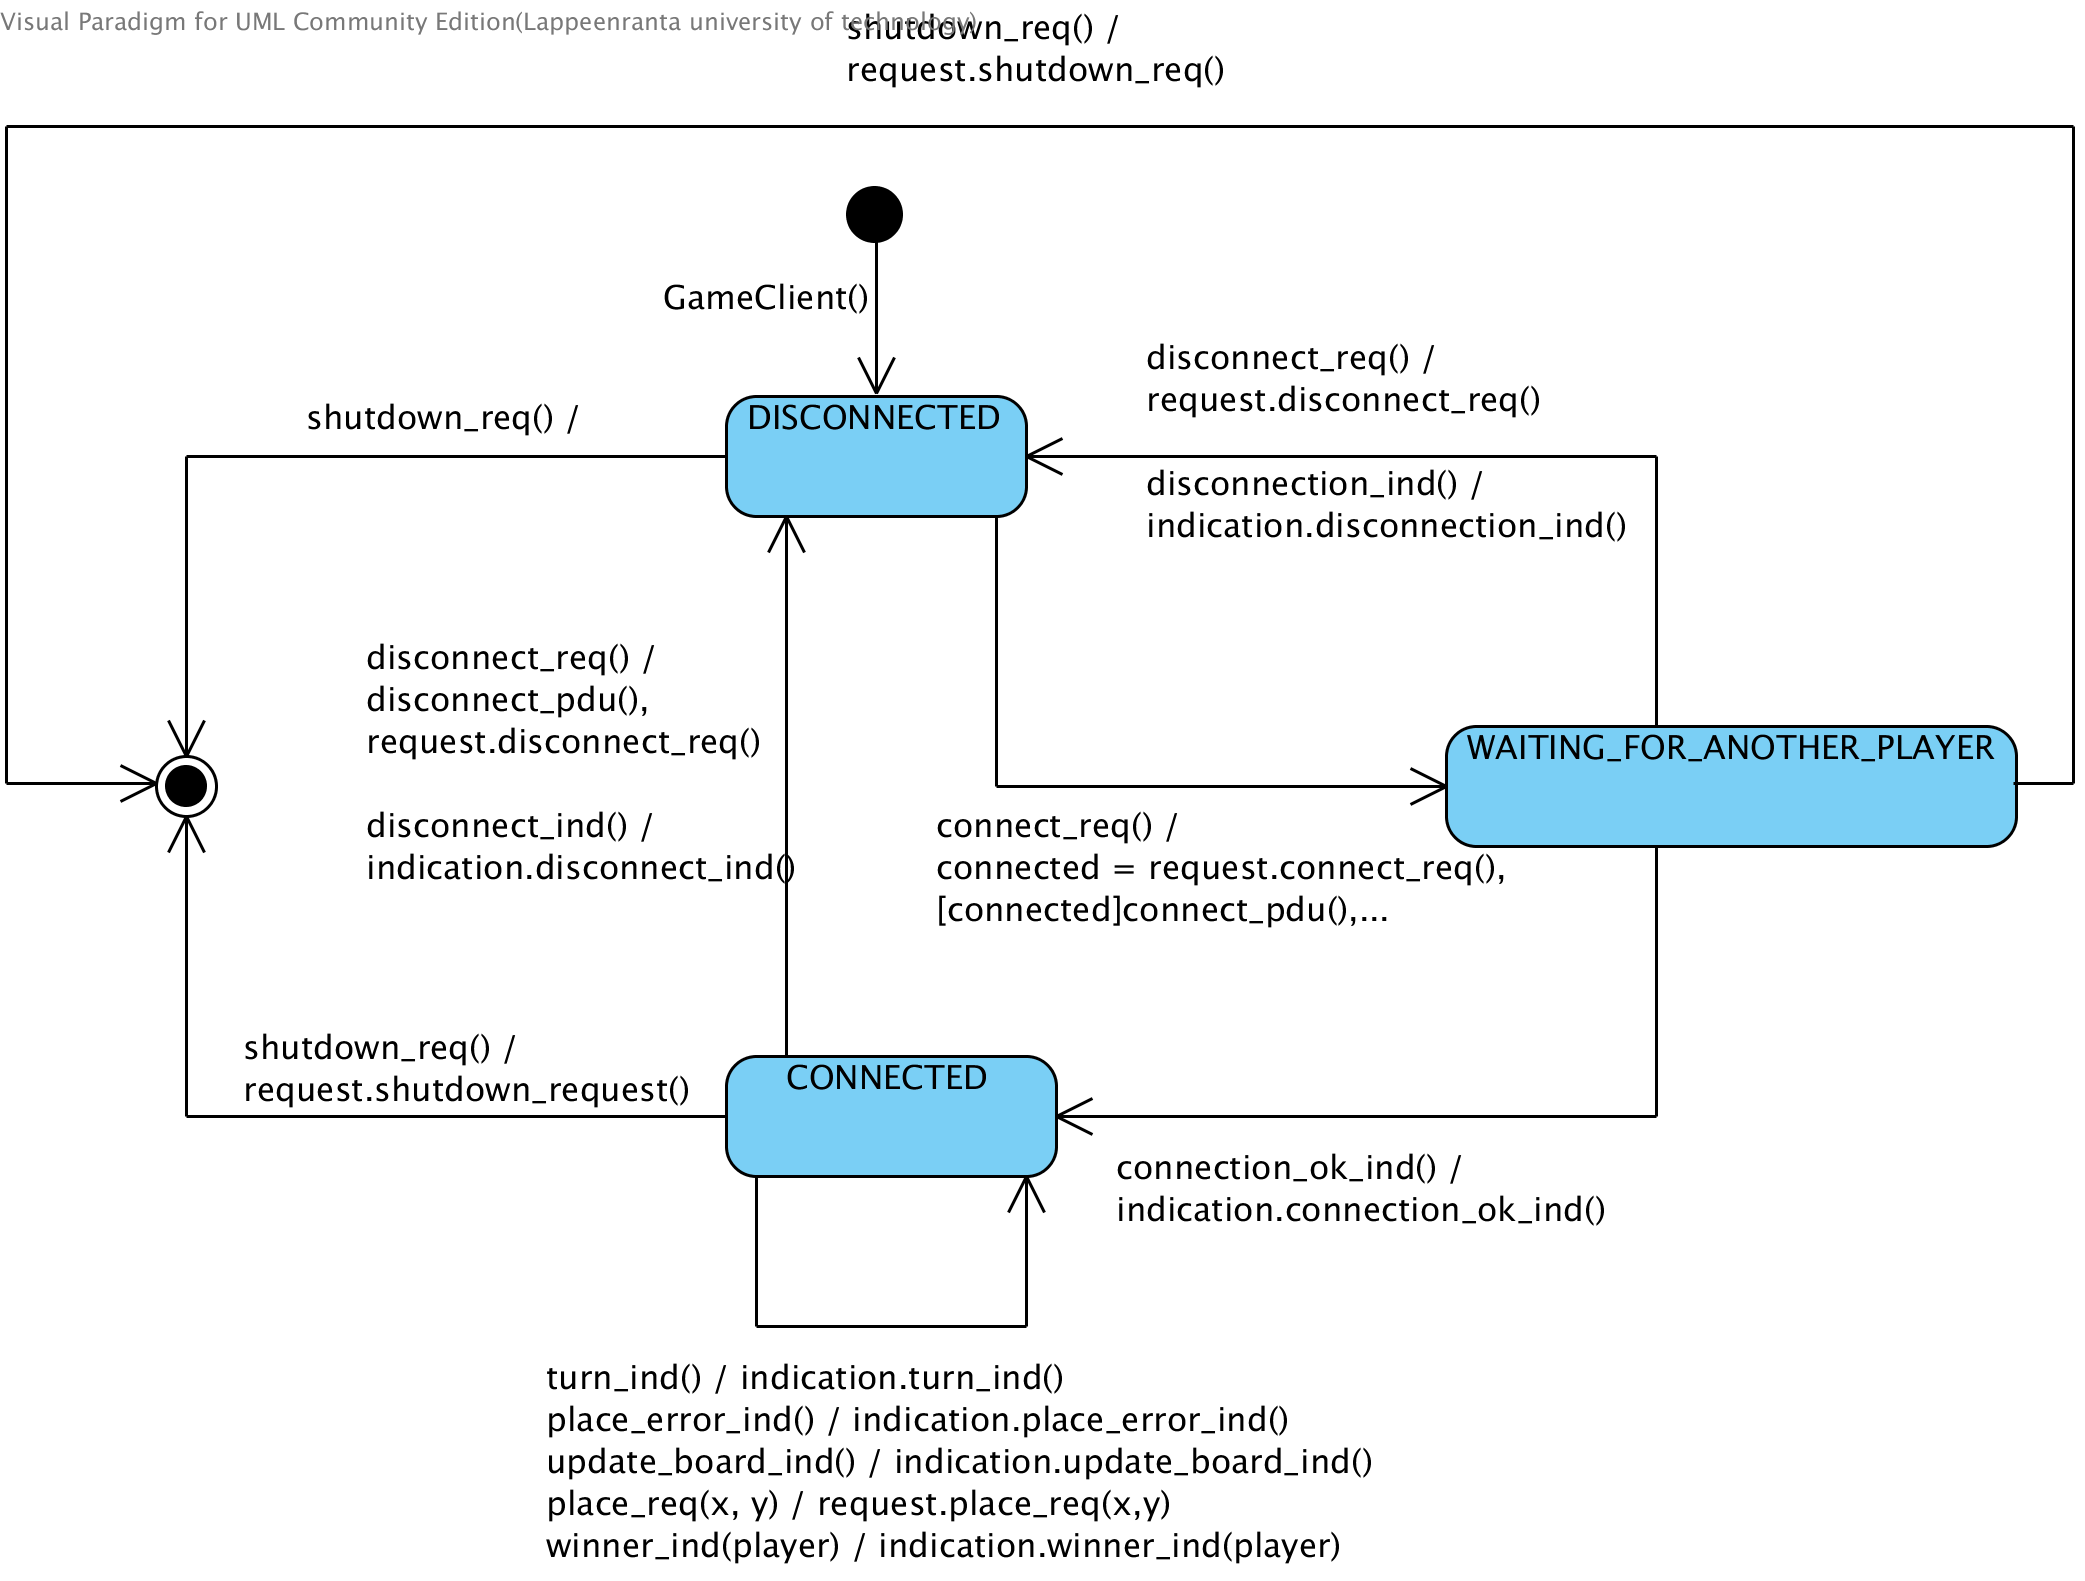 Visual Paradigm for UML Community Edition(Lappeenranta university of technology)
shutdown_req() /
request.shutdown_req()
GameClient()
disconnect_req() /
request.disconnect_req()
shutdown_req() /
DISCONNECTED
disconnection_ind() /
indication.disconnection_ind()
disconnect_req() /
disconnect_pdu(),
request.disconnect_req()
WAITING_FOR_ANOTHER_PLAYER
disconnect_ind() /
indication.disconnect_ind()
connect_req() /
connected = request.connect_req(),
[connected]connect_pdu(),...
shutdown_req() /
request.shutdown_request()
CONNECTED
connection_ok_ind() /
indication.connection_ok_ind()
turn_ind() / indication.turn_ind()
place_error_ind() / indication.place_error_ind()
update_board_ind() / indication.update_board_ind()
place_req(x, y) / request.place_req(x,y)
winner_ind(player) / indication.winner_ind(player)